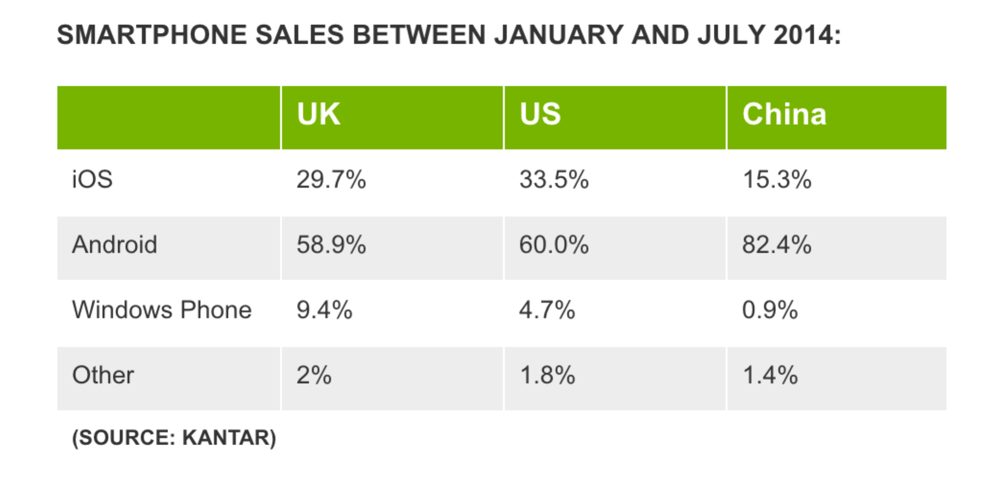 SMARTPHONE SALES BETWEEN JANUARY AND JULY 2014:
UK US China
iOS 29.7% 33.5% 15.3%
Android 58.9% 60.0% 82.4%
Windows Phone 9.4% 4.7% 0.9%
Other 2% 1.8% 1.4%
(SOURCE: KANTAR)